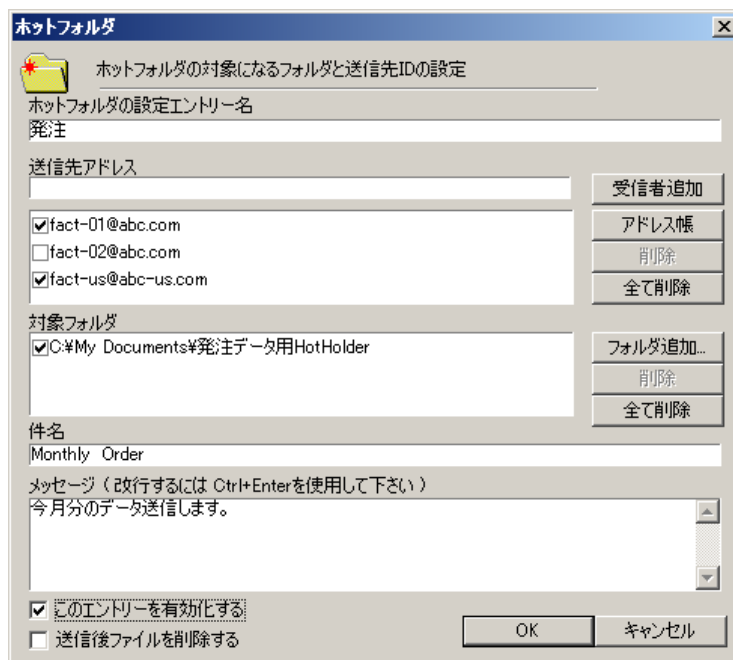 ホットフォルダ
ホットフォルダの対象になるフォルダと送信先IDの設定
ホットフォルダの設定エントリー名
発注
送信先アドレス
受信者追加
fact-01@abc.com
アドレス帳
fact-02@abc.com
削除
fact-us@abc-us.com
全て削除
対象フォルダ
C:¥My Documents¥発注データ用HotHolder
フォルダ追加...
削除
全て削除
件名
Monthly Order
メッセージ（改行するには Ctrl+Enterを使用して下さい）
今月分のデータ送信します。
このエントリーを有効化する
送信後ファイルを削除する
OK
キャンセル